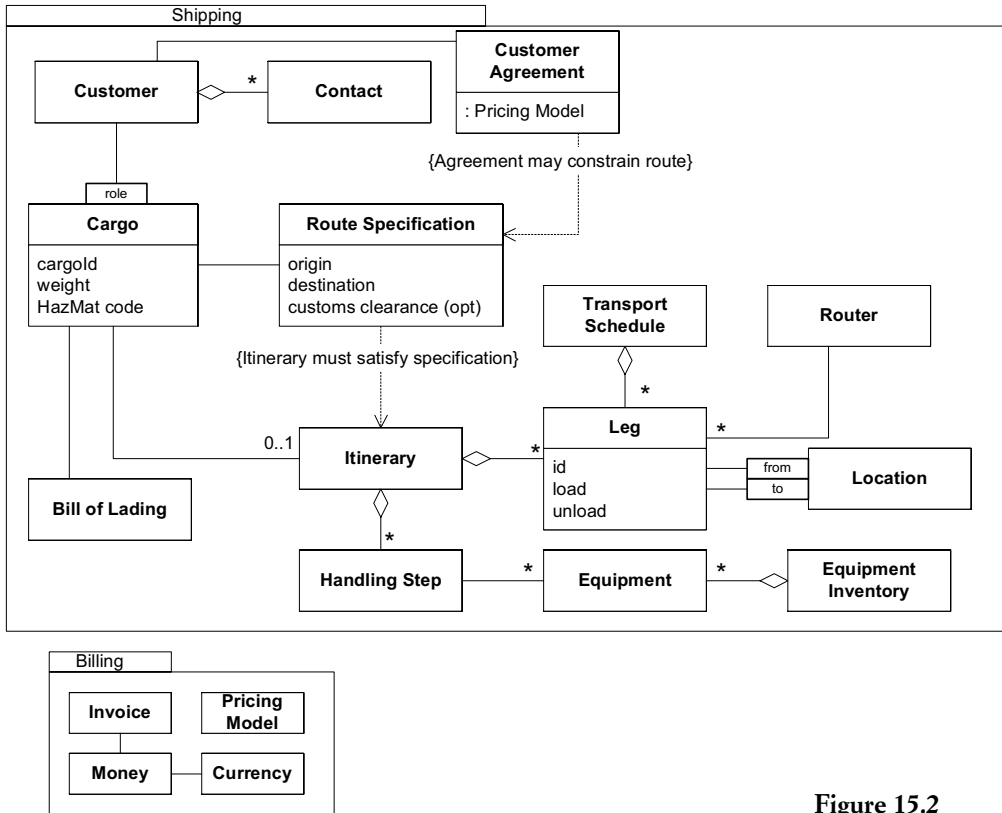 Shipping
Customer
Agreement
: Pricing Model
Customer
*
Contact
{Agreement may constrain route}
role
Cargo
cargoId
weight
HazMat code
Route Specification
origin
destination
customs clearance (opt)
Transport
Schedule
Router
{Itinerary must satisfy specification}
*
*
Leg
id
load
unload
0..1
Itinerary
*
from
to
Location
Bill of Lading
*
Handling Step
*
Equipment
*
Equipment
Inventory
Billing
Invoice
Pricing
Model
Money
Currency
Figure 15.2